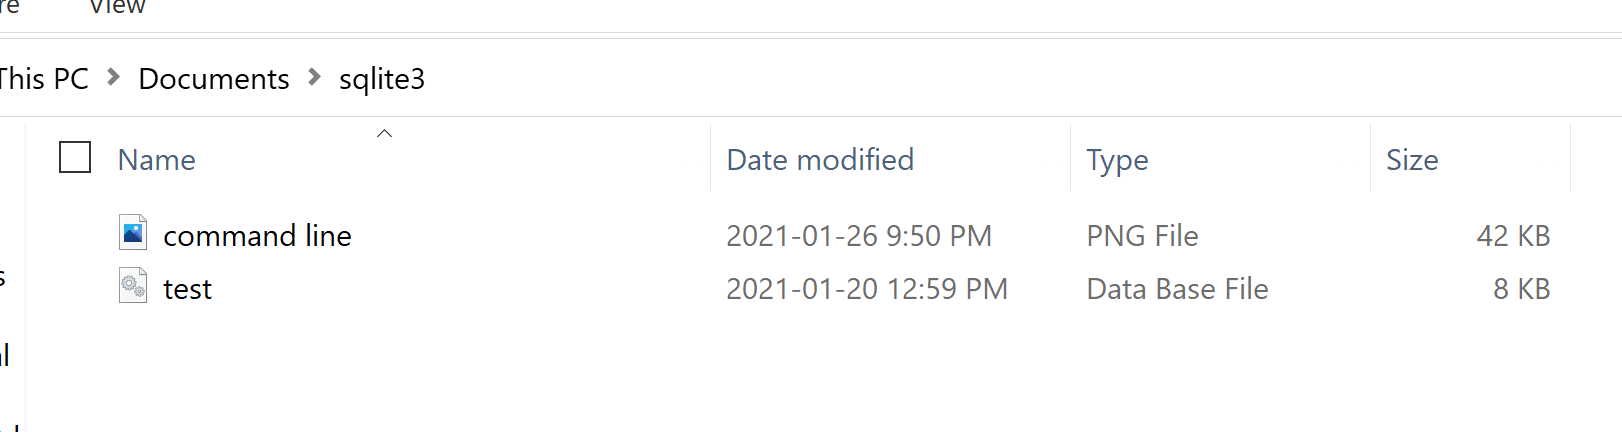 View
This PC > Documents > sqlite3
Name Date modified Type Size
command line 2021-01-26 9:50 PM PNG File 42 KB
test 2021-01-20 12:59 PM Data Base File 8 KB